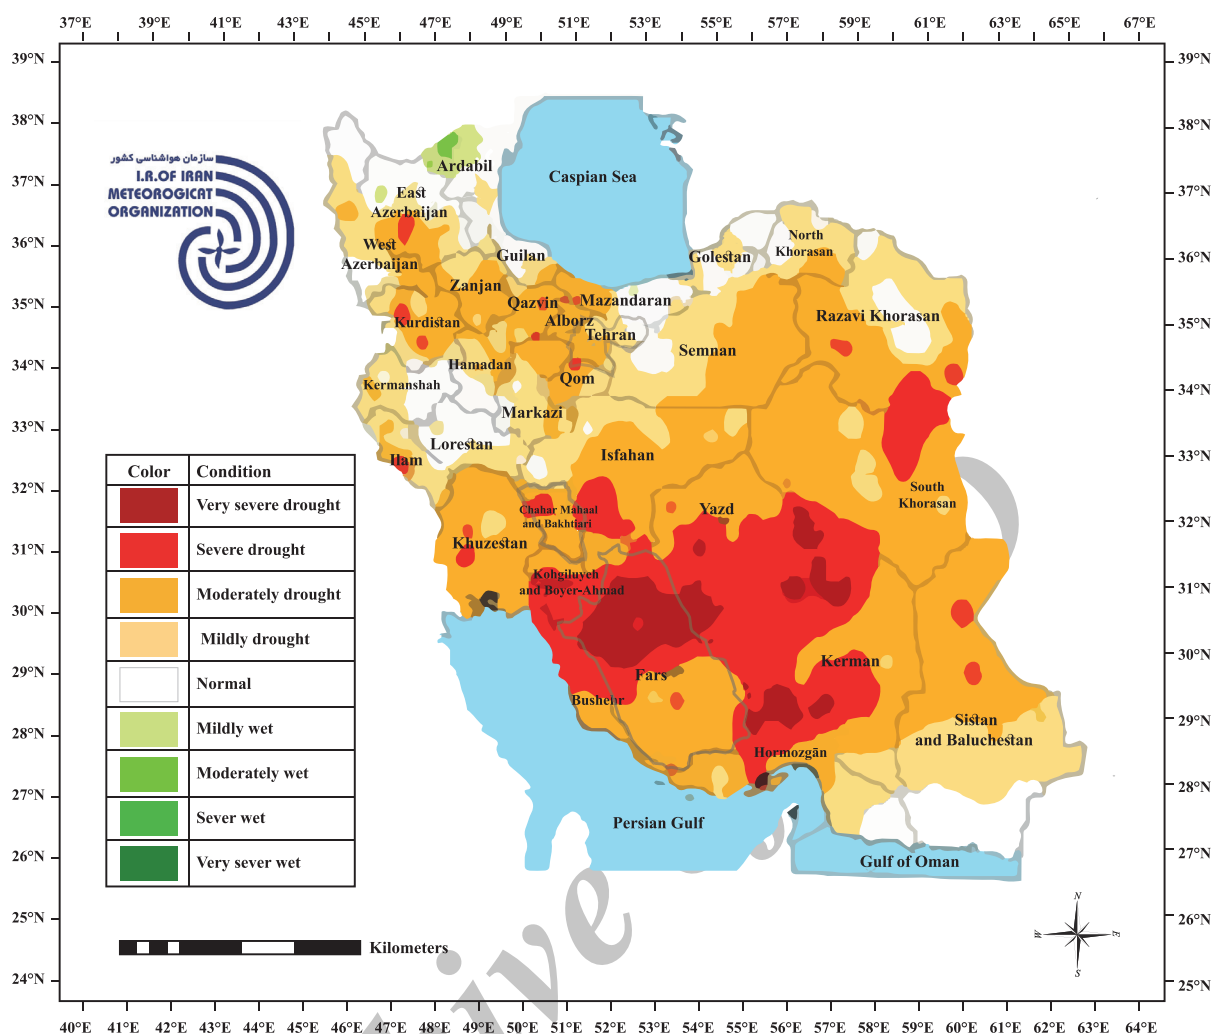 37°E 39°E 41°E 43°E 45°E 47°E 49°E 51°E 53°E 55°E 57°E 59°E 61°E 63°E 65°E 67°E
39°N
38°N
37°N
36°N
35°N
34°N
33°N
32°N
31°N
30°N
29°N
28°N
27°N
26°N
25°N
24°N
39°N
38°N
37°N
36°N
35°N
34°N
33°N
32°N
31°N
30°N
29°N
28°N
27°N
26°N
25°N
سازمان هواشناسی کشور
I.R.OF IRAN
METEOROGICAT
ORGANIZATION
Caspian Sea
Ardabil
East
Azerbaijan
West
Azerbaijan
Guilan
Golestan
North
Khorasan
Zanjan
Qazvin
Mazandaran
Kurdistan
Alborz
Tehran
Razavi Khorasan
Semnan
Hamadan
Qom
Kermanshah
Markazi
Lorestan
Ilam
Isfahan
South
Khorasan
Chahar Mahaal
and Bakhtiari
Yazd
Khuzestan
Kohgiluyeh
and Boyer-Ahmad
Fars
Kerman
Bushehr
Sistan
and Baluchestan
Hormozgān
Persian Gulf
Gulf of Oman
Color Condition
Very severe drought
Severe drought
Moderately drought
Mildly drought
Normal
Mildly wet
Moderately wet
Sever wet
Very sever wet
Kilometers
N
W E
S
ive
40°E 41°E 42°E 43°E 44°E 45°E 46°E 47°E 48°E 49°E 50°E 51°E 52°E 53°E 54°E 55°E 56°E 57°E 58°E 59°E 60°E 61°E 62°E 63°E 64°E